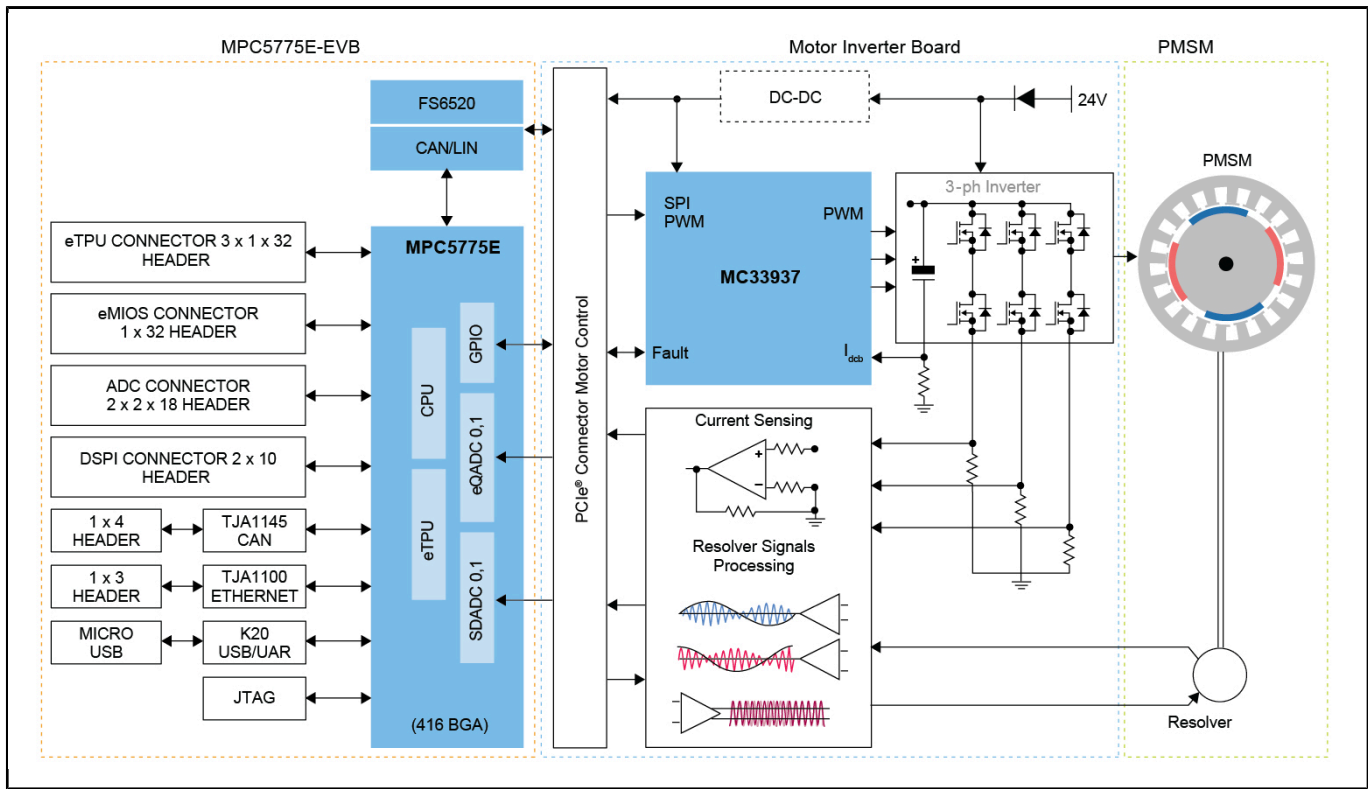 MPC5775E-EVB
Motor Inverter Board
PMSM
FS6520
CAN/LIN
eTPU CONNECTOR 3 x 1 x 32
HEADER
eMIOS CONNECTOR
1 x 32 HEADER
ADC CONNECTOR
2 x 2 x 18 HEADER
DSPI CONNECTOR 2 x 10
HEADER
1 x 4
HEADER
TJA1145
CAN
1 x 3
HEADER
TJA1100
ETHERNET
MICRO
USB
K20
USB/UAR
JTAG
MPC5775E
CPU
eTPU
GPIO
eQADC 0,1
SDADC 0,1
(416 BGA)
PCIe® Connector Motor Control
DC-DC
24V
SPI
PWM
PWM
MC33937
Fault
Idcb
3-ph Inverter
+
Current Sensing
+
–
Resolver Signals
Processing
PMSM
Resolver